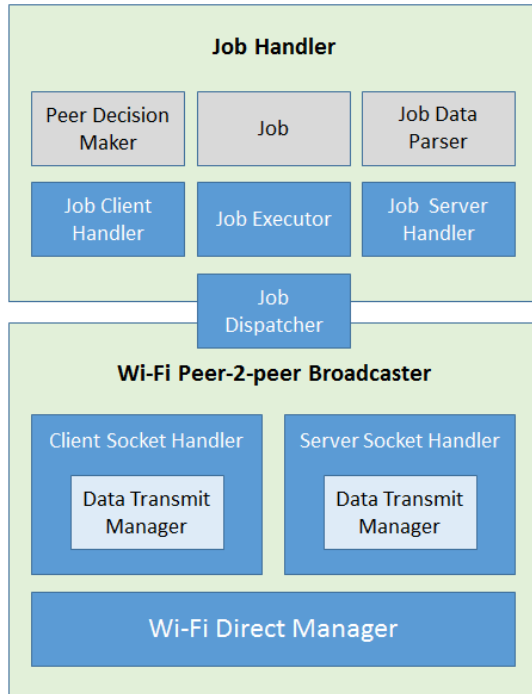 Job Handler
Peer Decision
Maker
Job
Job Data
Parser
Job Client
Handler
Job Executor
Job Server
Handler
Job
Dispatcher
Wi-Fi Peer-2-peer Broadcaster
Client Socket Handler
Data Transmit
Manager
Server Socket Handler
Data Transmit
Manager
Wi-Fi Direct Manager